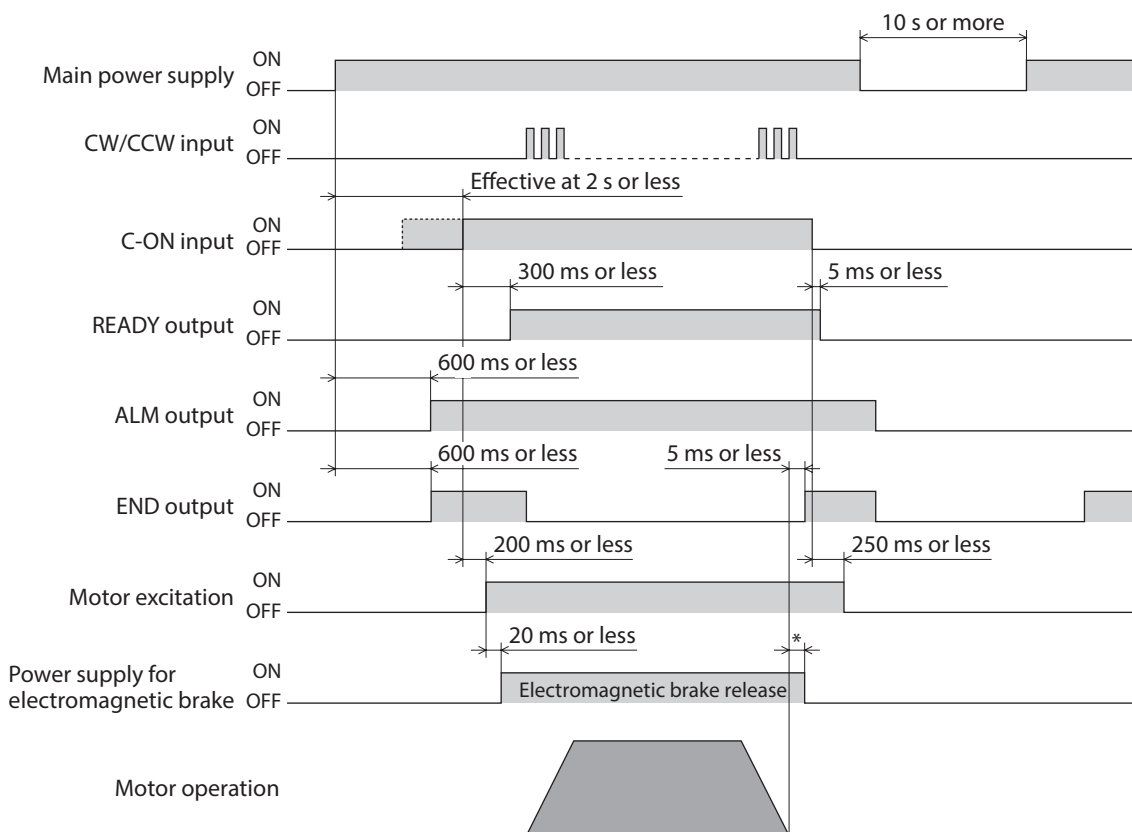 10 s or more
Main power supply
ON
OFF
CW/CCW input
ON
OFF
Effective at 2 s or less
C-ON input
ON
OFF
300 ms or less
5 ms or less
READY output
ON
OFF
600 ms or less
ALM output
ON
OFF
600 ms or less
5 ms or less
END output
ON
OFF
200 ms or less
250 ms or less
Motor excitation
ON
OFF
20 ms or less
*
Power supply for
electromagnetic brake
ON
OFF
Electromagnetic brake release
Motor operation